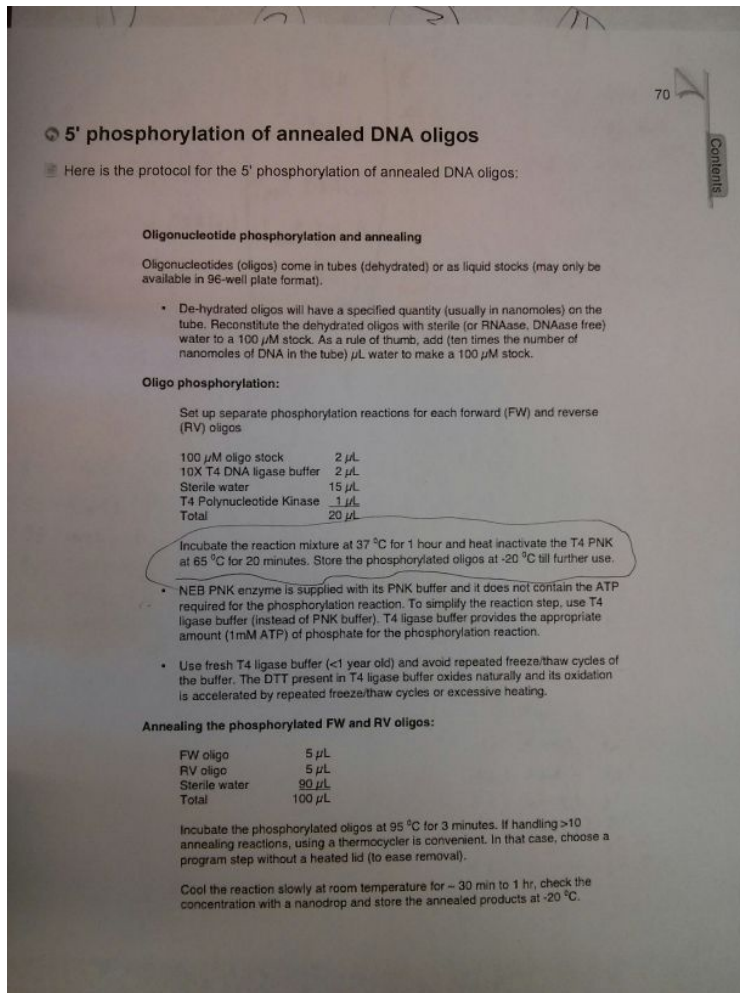 70
Contents
5' phosphorylation of annealed DNA oligos
Here is the protocol for the 5' phosphorylation of annealed DNA oligos:
Oligonucleotide phosphorylation and annealing
Oligonucleotides (oligos) come in tubes (dehydrated) or as liquid stocks (may only be
available in 96-well plate format).
• De-hydrated oligos will have a specified quantity (usually in nanomoles) on the
tube. Reconstitute the dehydrated oligos with sterile (or RNAase, DNAase free)
water to a 100 µM stock. As a rule of thumb, add (ten times the number of
nanomoles of DNA in the tube) µL water to make a 100 µM stock.
Oligo phosphorylation:
Set up separate phosphorylation reactions for each forward (FW) and reverse
(RV) oligos
100 µM oligo stock 2 µL
10X T4 DNA ligase buffer 2 µL
Sterile water 15 µL
T4 Polynucleotide Kinase 1 µL
Total 20 µL
Incubate the reaction mixture at 37 °C for 1 hour and heat inactivate the T4 PNK
at 65 °C for 20 minutes. Store the phosphorylated oligos at -20 °C till further use.
• NEB PNK enzyme is supplied with its PNK buffer and it does not contain the ATP
required for the phosphorylation reaction. To simplify the reaction step, use T4
ligase buffer (instead of PNK buffer). T4 ligase buffer provides the appropriate
amount (1mM ATP) of phosphate for the phosphorylation reaction.
• Use fresh T4 ligase buffer (<1 year old) and avoid repeated freeze/thaw cycles of
the buffer. The DTT present in T4 ligase buffer oxides naturally and its oxidation
is accelerated by repeated freeze/thaw cycles or excessive heating.
Annealing the phosphorylated FW and RV oligos:
FW oligo 5 µL
RV oligo 5 µL
Sterile water 90 µL
Total 100 µL
Incubate the phosphorylated oligos at 95 °C for 3 minutes. If handling >10
annealing reactions, using a thermocycler is convenient. In that case, choose a
program step without a heated lid (to ease removal).
Cool the reaction slowly at room temperature for ~ 30 min to 1 hr, check the
concentration with a nanodrop and store the annealed products at -20 °C.